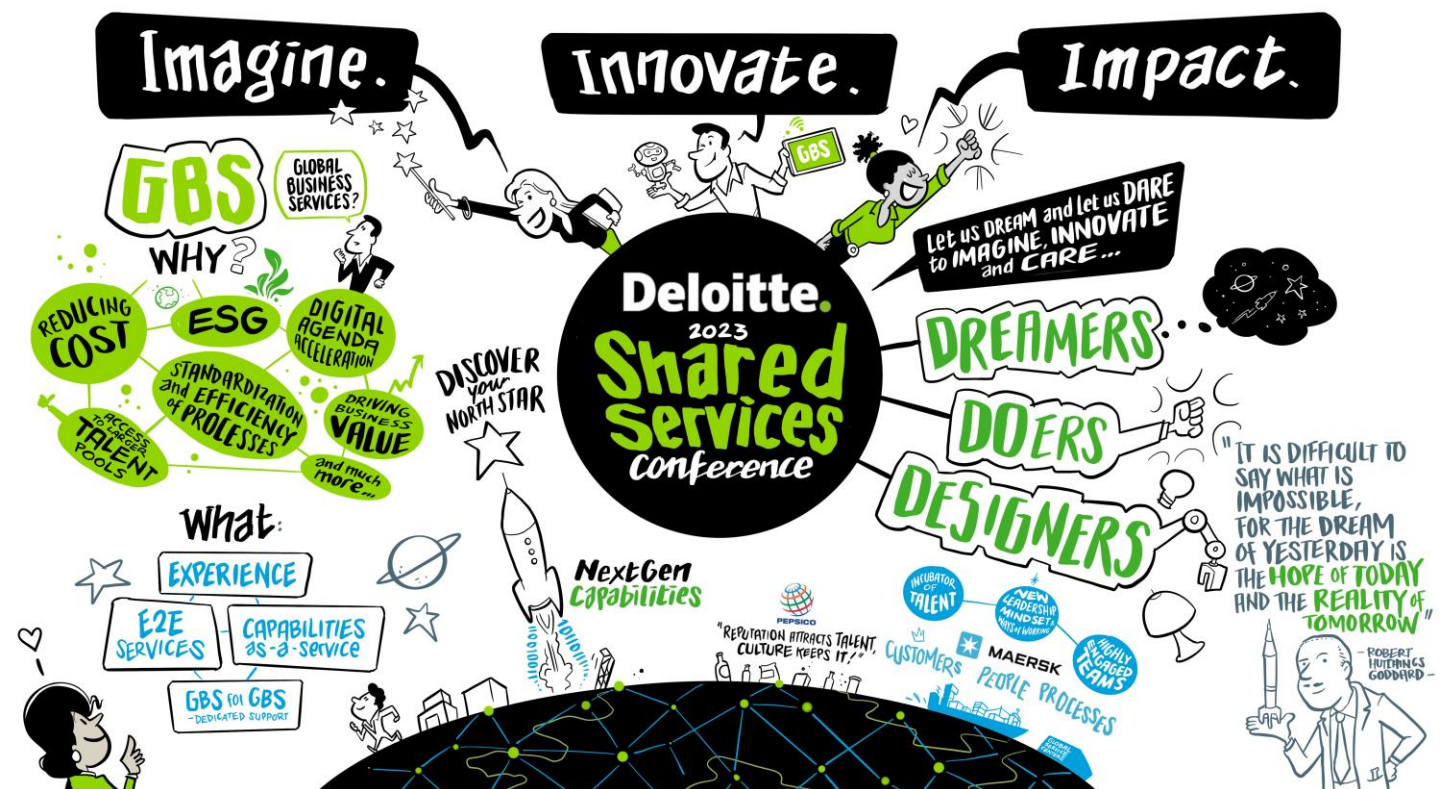 Imagine.
Innovate.
Impact.
GBS
GLOBAL
BUSINESS
SERVICES?
WHY?
REDUCING
COST
ESG
DIGITAL
AGENDA
ACCELERATION
STANDARDIZATION
and EFFICIENCY
of PROCESSES
DRIVING
BUSINESS
VALUE
ACCESS
TO LARGER
TALENT
POOLS
and much
more...
What:
EXPERIENCE
E2E
SERVICES
CAPABILITIES
as-a-service
GBS FOR GBS
-DEDICATED SUPPORT
DISCOVER
your
NORTH STAR
GBS
Deloitte.
2023
Shared
Services
conference
NextGen
Capabilities
Let us DREAM and let us DARE
to IMAGINE, INNOVATE
and CARE...
DREAMERS
DOERS
DESIGNERS
PEPSICO
"REPUTATION ATTRACTS TALENT,
CULTURE KEEPS IT!"
INCUBATOR
OF
TALENT
NEW
LEADERSHIP
MINDSET &
WAYS of WORKING
HIGHLY
ENGAGED
TEAMS
MAERSK
CUSTOMERS
PEOPLE
PROCESSES
GLOBAL
SERVICE
"IT IS DIFFICULT TO
SAY WHAT IS
IMPOSSIBLE,
FOR THE DREAM
OF YESTERDAY IS
THE HOPE OF TODAY
AND THE REALITY OF
TOMORROW"
- ROBERT
HUTCHINGS
GODDARD -